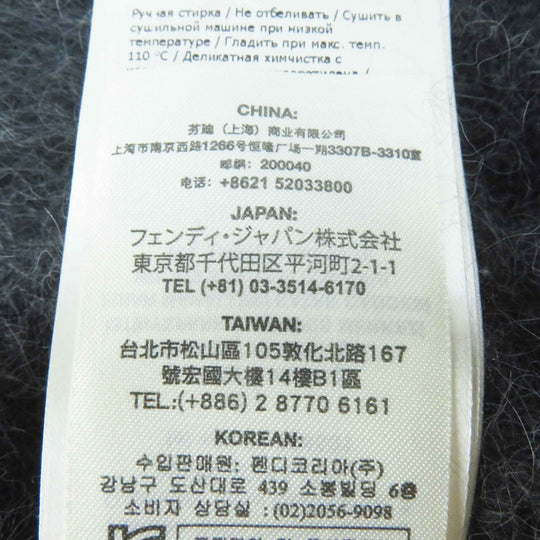 Ручная стирка / Не отбеливать / Сушить в
сушильной машине при низкой
температуре / Гладить при макс. темп.
110 °C / Деликатная химчистка с
CHINA:
芬迪（上海）商业有限公司
上海市南京西路1266号恒隆广场一期3307B-3310室
邮编：200040
电话：+8621 52033800
JAPAN:
フェンディ・ジャパン株式会社
東京都千代田区平河町2-1-1
TEL (+81) 03-3514-6170
TAIWAN:
台北市松山區105敦化北路167
號宏國大樓14樓B1區
TEL:(+886) 2 8770 6161
KOREAN:
수입판매원: 펜디코리아(주)
강남구 도산대로 439 소봉빌딩 6층
소비자 상담실 :(02)2056-9098